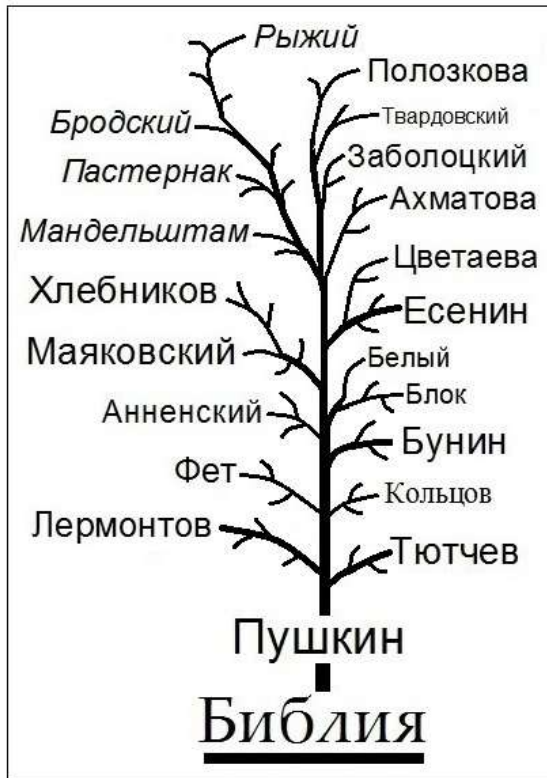 Рыжий
Полозкова
Бродский
Твардовский
Заболоцкий
Пастернак
Ахматова
Мандельштам
Цветаева
Хлебников
Есенин
Маяковский
Белый
Блок
Анненский
Бунин
Фет
Кольцов
Лермонтов
Тютчев
Пушкин
Библия